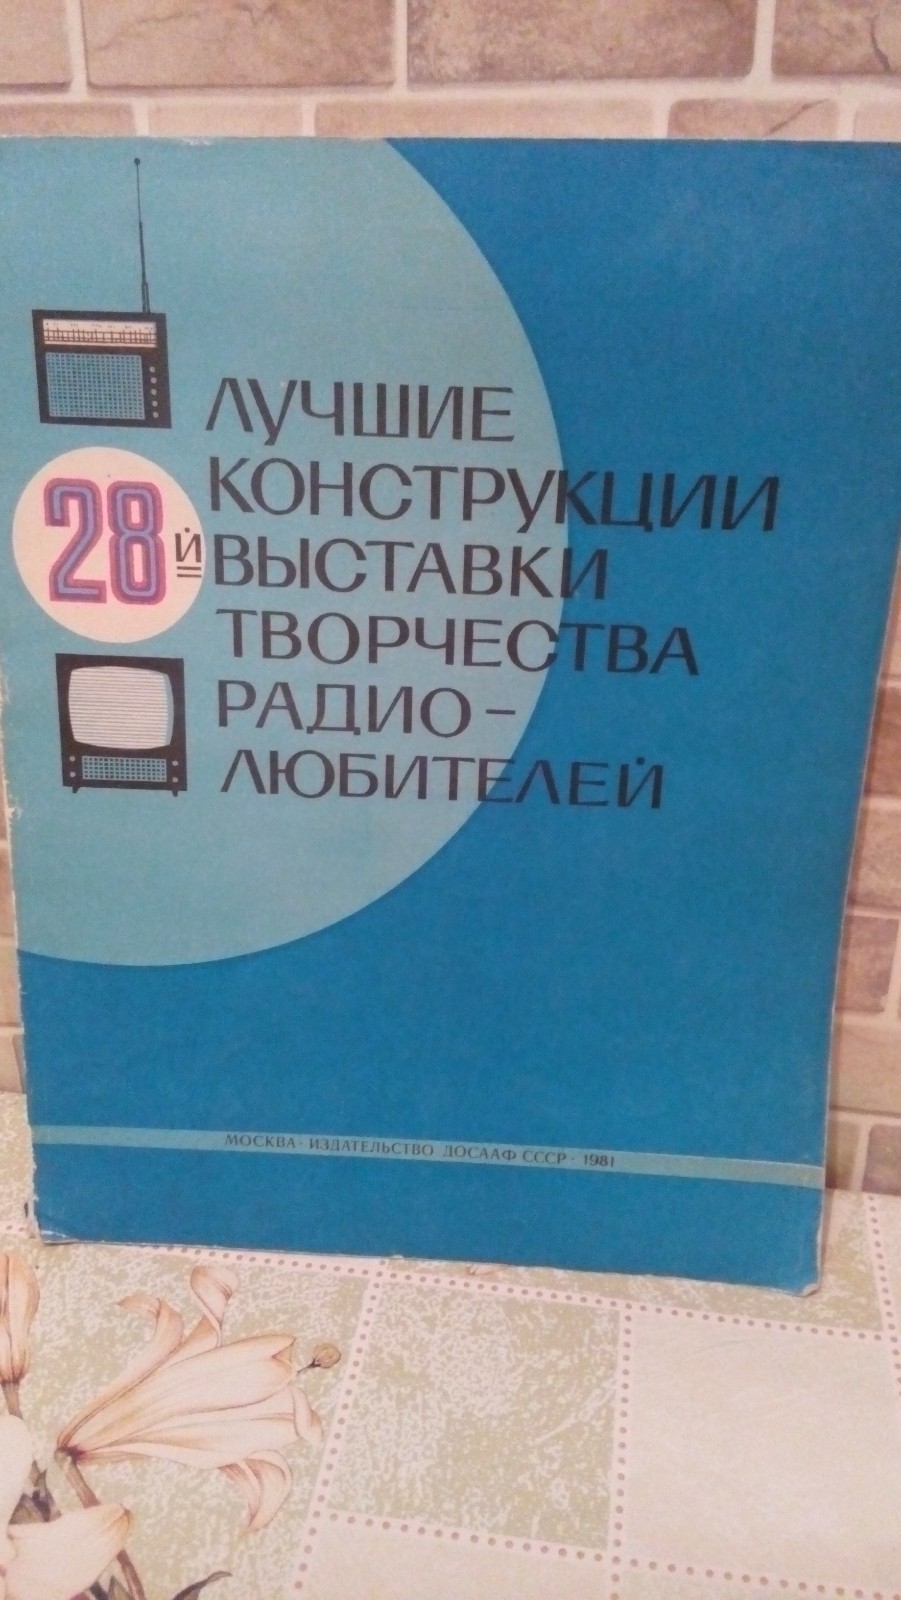 ЛУЧШИЕ
КОНСТРУКЦИИ
28й ВЫСТАВКИ
ТВОРЧЕСТВА
РАДИО-
ЛЮБИТЕЛЕЙ
МОСКВА · ИЗДАТЕЛЬСТВО ДОСААФ СССР · 1981